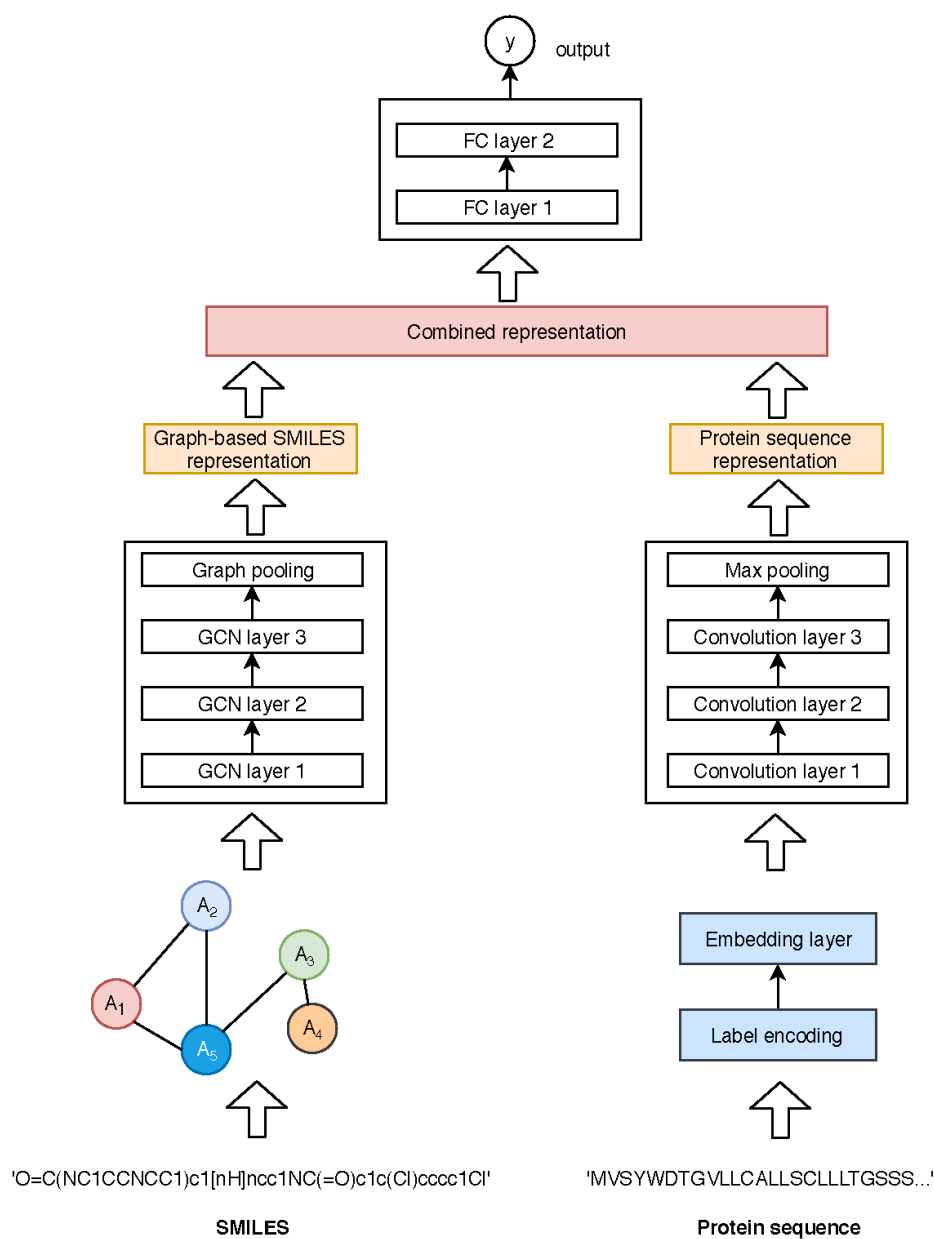 y
output
FC layer 2
FC layer 1
Combined representation
Graph-based SMILES
representation
Protein sequence
representation
Graph pooling
GCN layer 3
GCN layer 2
GCN layer 1
Max pooling
Convolution layer 3
Convolution layer 2
Convolution layer 1
A2
A3
A1
A4
A5
Embedding layer
Label encoding
'O=C(NC1CCNCC1)c1[nH]ncc1NC(=O)c1c(Cl)cccc1Cl'
'MVSYWDTGVLLCALLSCLLLTGSSS...'
SMILES
Protein sequence